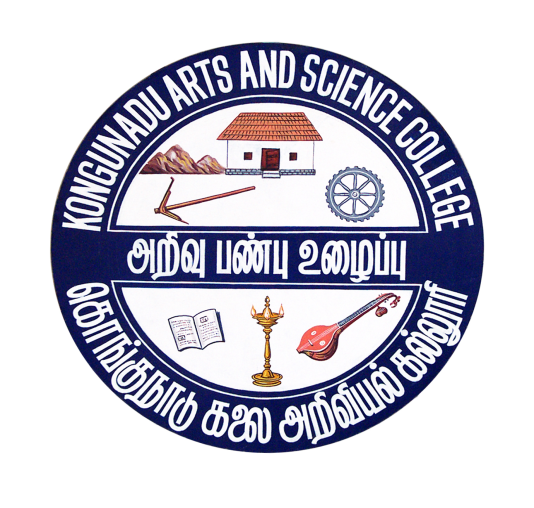 KONGUNADU ARTS AND SCIENCE COLLEGE
அறிவு பண்பு உழைப்பு
கொங்குநாடு கலை அறிவியல் கல்லூரி